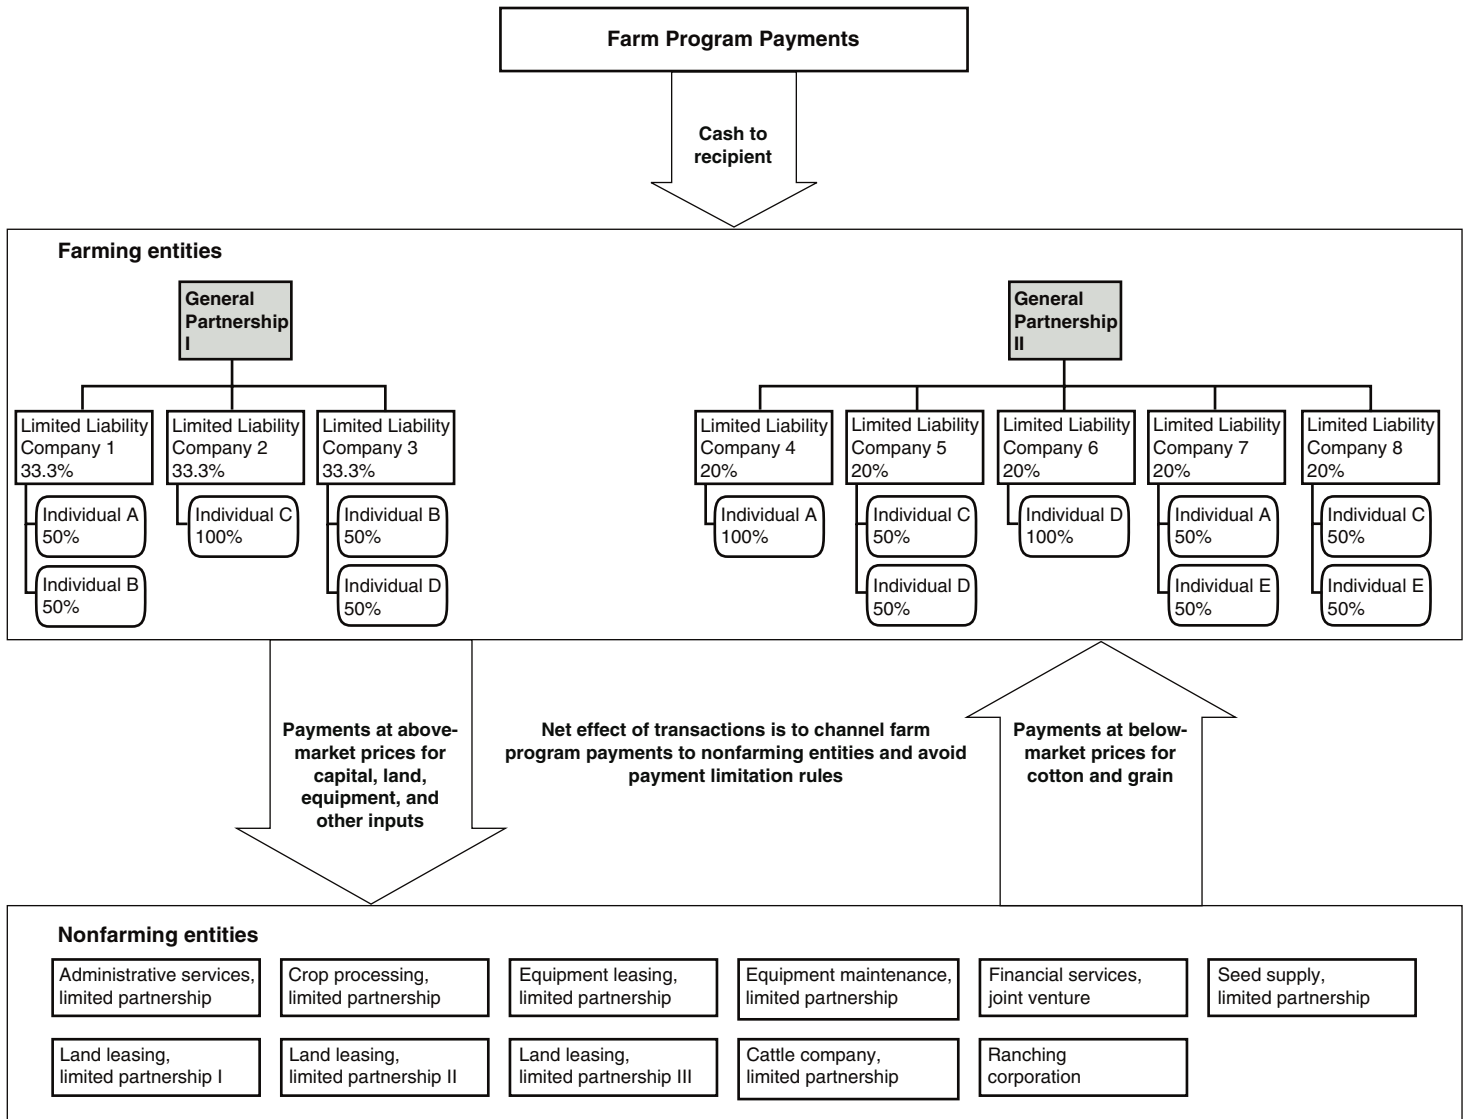 Farm Program Payments
Cash to
recipient
Farming entities
General
Partnership
I
Limited Liability
Company 1
33.3%
Individual A
50%
Individual B
50%
Limited Liability
Company 2
33.3%
Individual C
100%
Limited Liability
Company 3
33.3%
Individual B
50%
Individual D
50%
General
Partnership
II
Limited Liability
Company 4
20%
Individual A
100%
Limited Liability
Company 5
20%
Individual C
50%
Individual D
50%
Limited Liability
Company 6
20%
Individual D
100%
Limited Liability
Company 7
20%
Individual A
50%
Individual E
50%
Limited Liability
Company 8
20%
Individual C
50%
Individual E
50%
Payments at above-
market prices for
capital, land,
equipment, and
other inputs
Net effect of transactions is to channel farm
program payments to nonfarming entities and avoid
payment limitation rules
Payments at below-
market prices for
cotton and grain
Nonfarming entities
Administrative services,
limited partnership
Crop processing,
limited partnership
Equipment leasing,
limited partnership
Equipment maintenance,
limited partnership
Financial services,
joint venture
Seed supply,
limited partnership
Land leasing,
limited partnership I
Land leasing,
limited partnership II
Land leasing,
limited partnership III
Cattle company,
limited partnership
Ranching
corporation